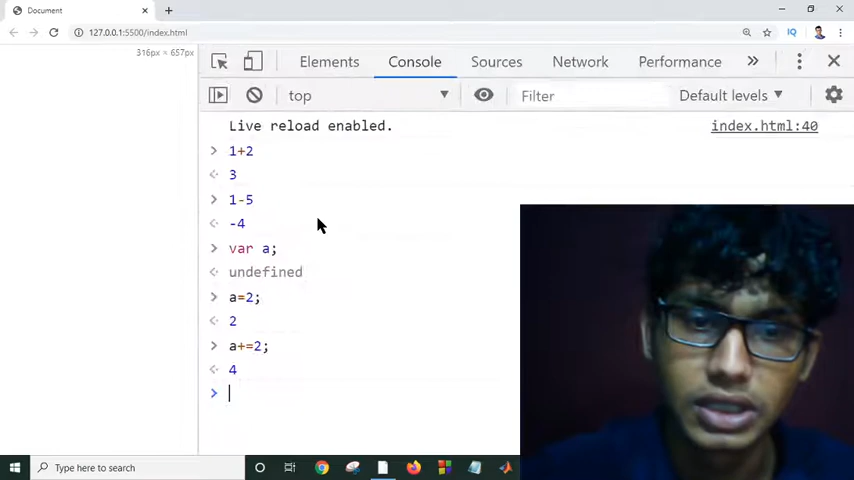 Document
127.0.0.1:5500/index.html
IQ
316px × 657px
Elements
Console
Sources
Network
Performance
top
Filter
Default levels
Live reload enabled.
index.html:40
1+2
3
1-5
-4
var a;
undefined
a=2;
2
a+=2;
4
Type here to search